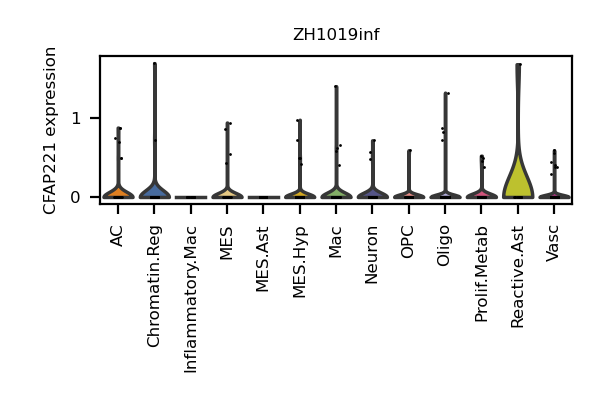 ZH1019inf
CFAP221 expression
1
0
AC
Chromatin.Reg
Inflammatory.Mac
MES
MES.Ast
MES.Hyp
Mac
Neuron
OPC
Oligo
Prolif.Metab
Reactive.Ast
Vasc